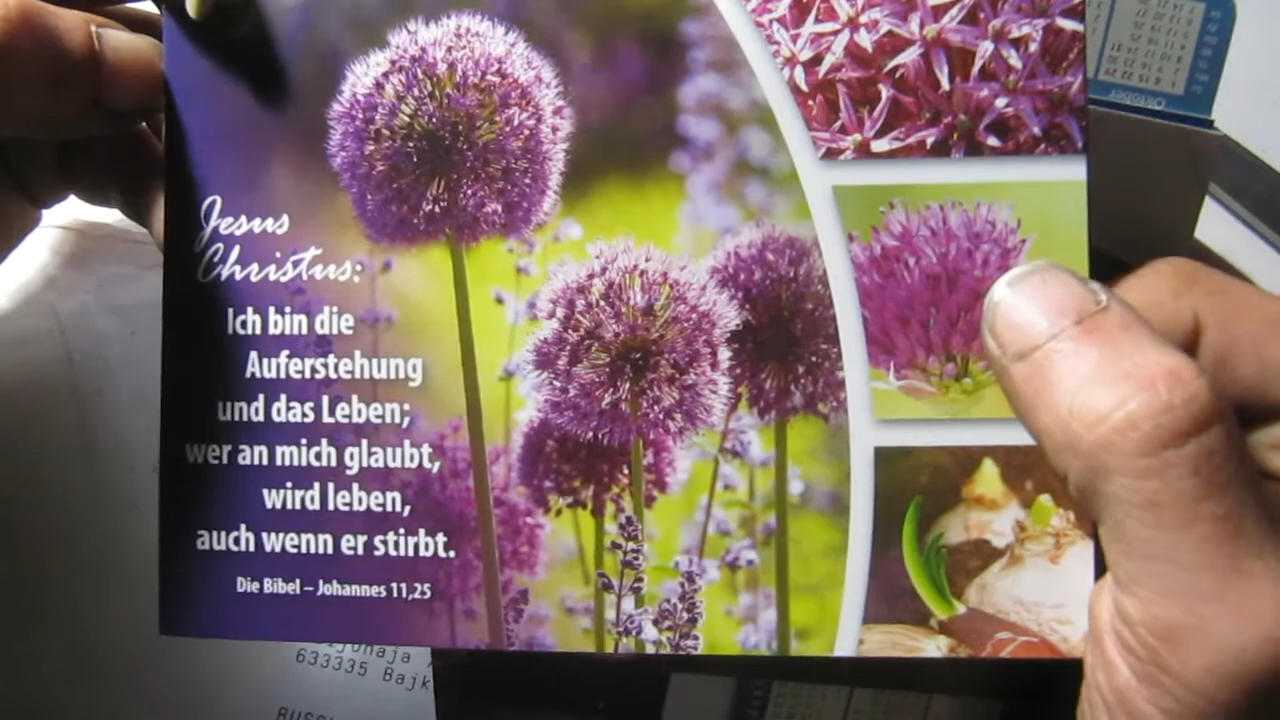 Jesus
Christus:
Ich bin die
Auferstehung
und das Leben;
wer an mich glaubt,
wird leben,
auch wenn er stirbt.
Die Bibel – Johannes 11,25
633335 Bajk
Ottober